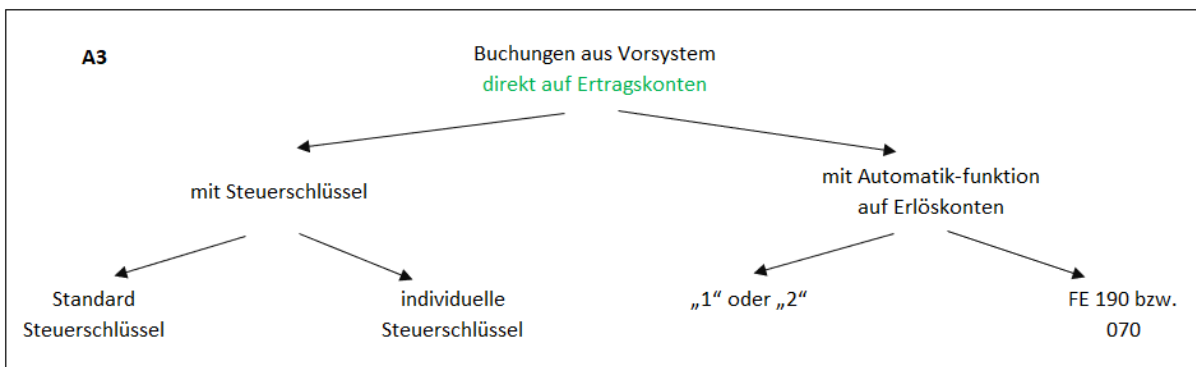 A3
Buchungen aus Vorsystem
direkt auf Ertragskonten
mit Steuerschlüssel
mit Automatik-funktion
auf Erlöskonten
Standard
Steuerschlüssel
individuelle
Steuerschlüssel
„1“ oder „2“
FE 190 bzw.
070